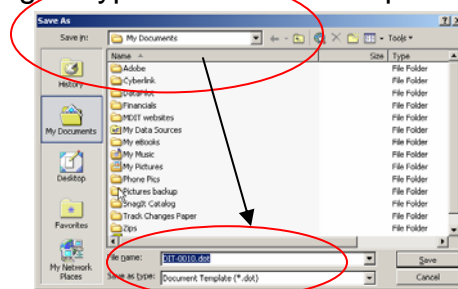 Save As
Save in: My Documents Tools
Name Size Type
Adobe File Folder
Cyberlink File Folder
DataPilot File Folder
Financials File Folder
MDIT websites File Folder
My Data Sources File Folder
My eBooks File Folder
My Music File Folder
My Pictures File Folder
Phone Pics File Folder
Pictures backup File Folder
SnagIt Catalog File Folder
Track Changes Paper File Folder
Zips File Folder
History
My Documents
Desktop
Favorites
My Network Places
File name: DIT-0010.dot Save
Save as type: Document Template (*.dot) Cancel